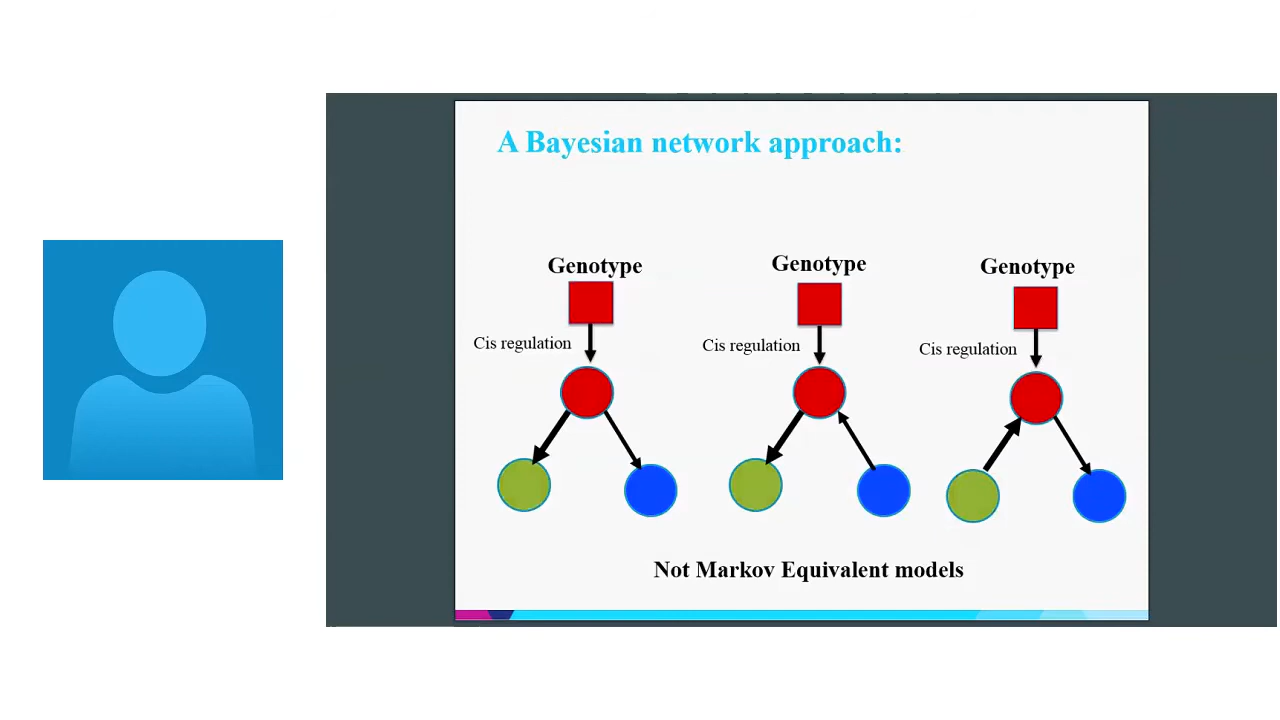 A Bayesian network approach:
Genotype
Genotype
Genotype
Cis regulation
Cis regulation
Cis regulation
Not Markov Equivalent models